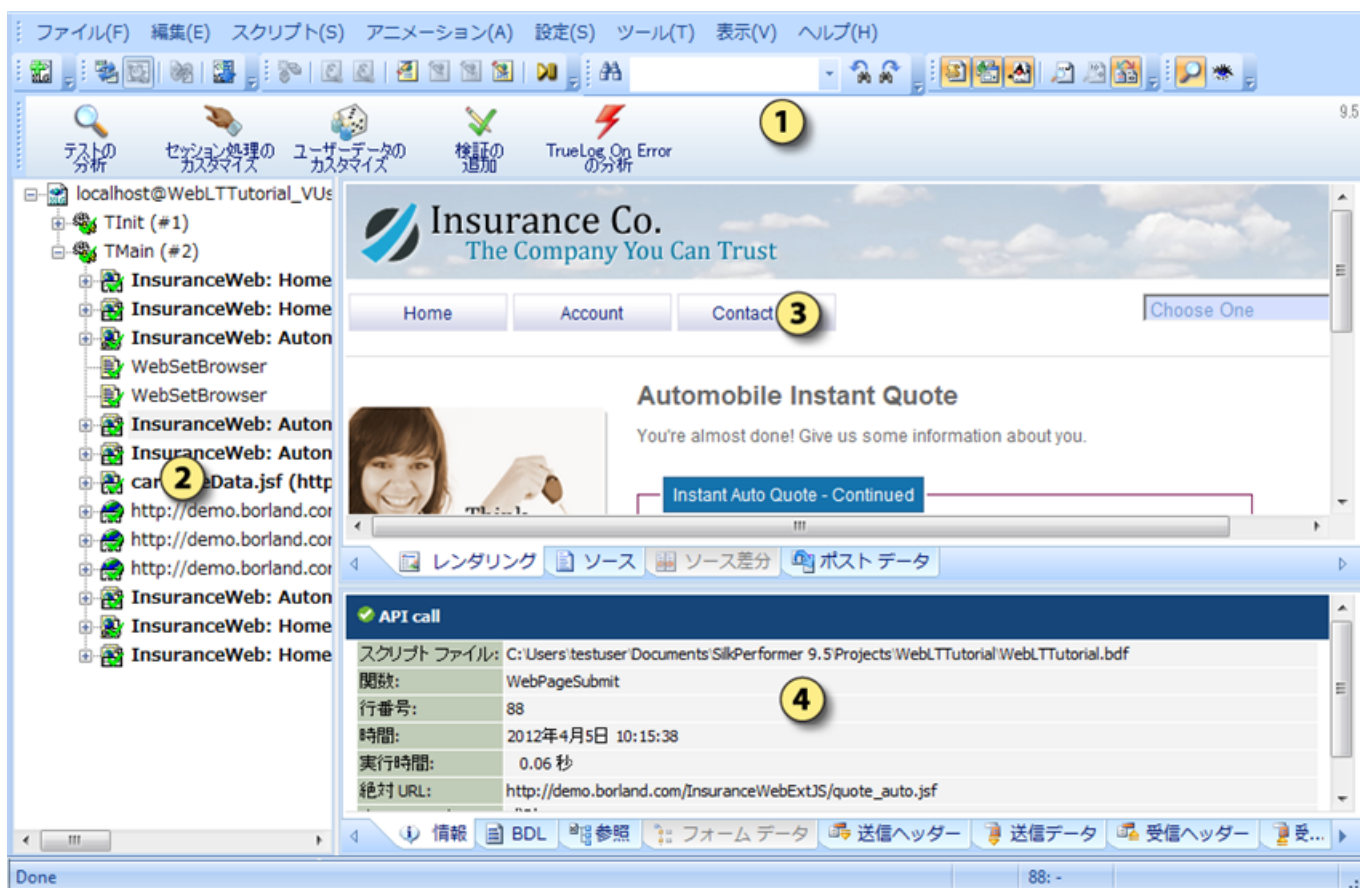 ファイル(F) 編集(E) スクリプト(S) アニメーション(A) 設定(S) ツール(T) 表示(V) ヘルプ(H)
テストの
分析
セッション処理の
カスタマイズ
ユーザーデータの
カスタマイズ
検証の
追加
TrueLog On Error
の分析
1
9.5
localhost@WebLTTutorial_VUs
TInit (#1)
TMain (#2)
InsuranceWeb: Home
InsuranceWeb: Home
InsuranceWeb: Auton
WebSetBrowser
WebSetBrowser
InsuranceWeb: Auton
InsuranceWeb: Auton
2
eData.jsf (http
http://demo.borland.cor
http://demo.borland.cor
http://demo.borland.cor
InsuranceWeb: Auton
InsuranceWeb: Home
InsuranceWeb: Home
Insurance Co.
The Company You Can Trust
Home
Account
Contact
3
Choose One
Automobile Instant Quote
You're almost done! Give us some information about you.
Instant Auto Quote - Continued
レンダリング ソース ソース差分 ポスト データ
API call
スクリプト ファイル: C:\Users\testuser\Documents\SilkPerformer 9.5\Projects\WebLTTutorial\WebLTTutorial.bdf
関数: WebPageSubmit
行番号: 88
4
時間: 2012年4月5日 10:15:38
実行時間: 0.06 秒
絶対 URL: http://demo.borland.com/InsuranceWebExtJS/quote_auto.jsf
情報 BDL 参照 フォーム データ 送信ヘッダー 送信データ 受信ヘッダー 受...
Done
88: -